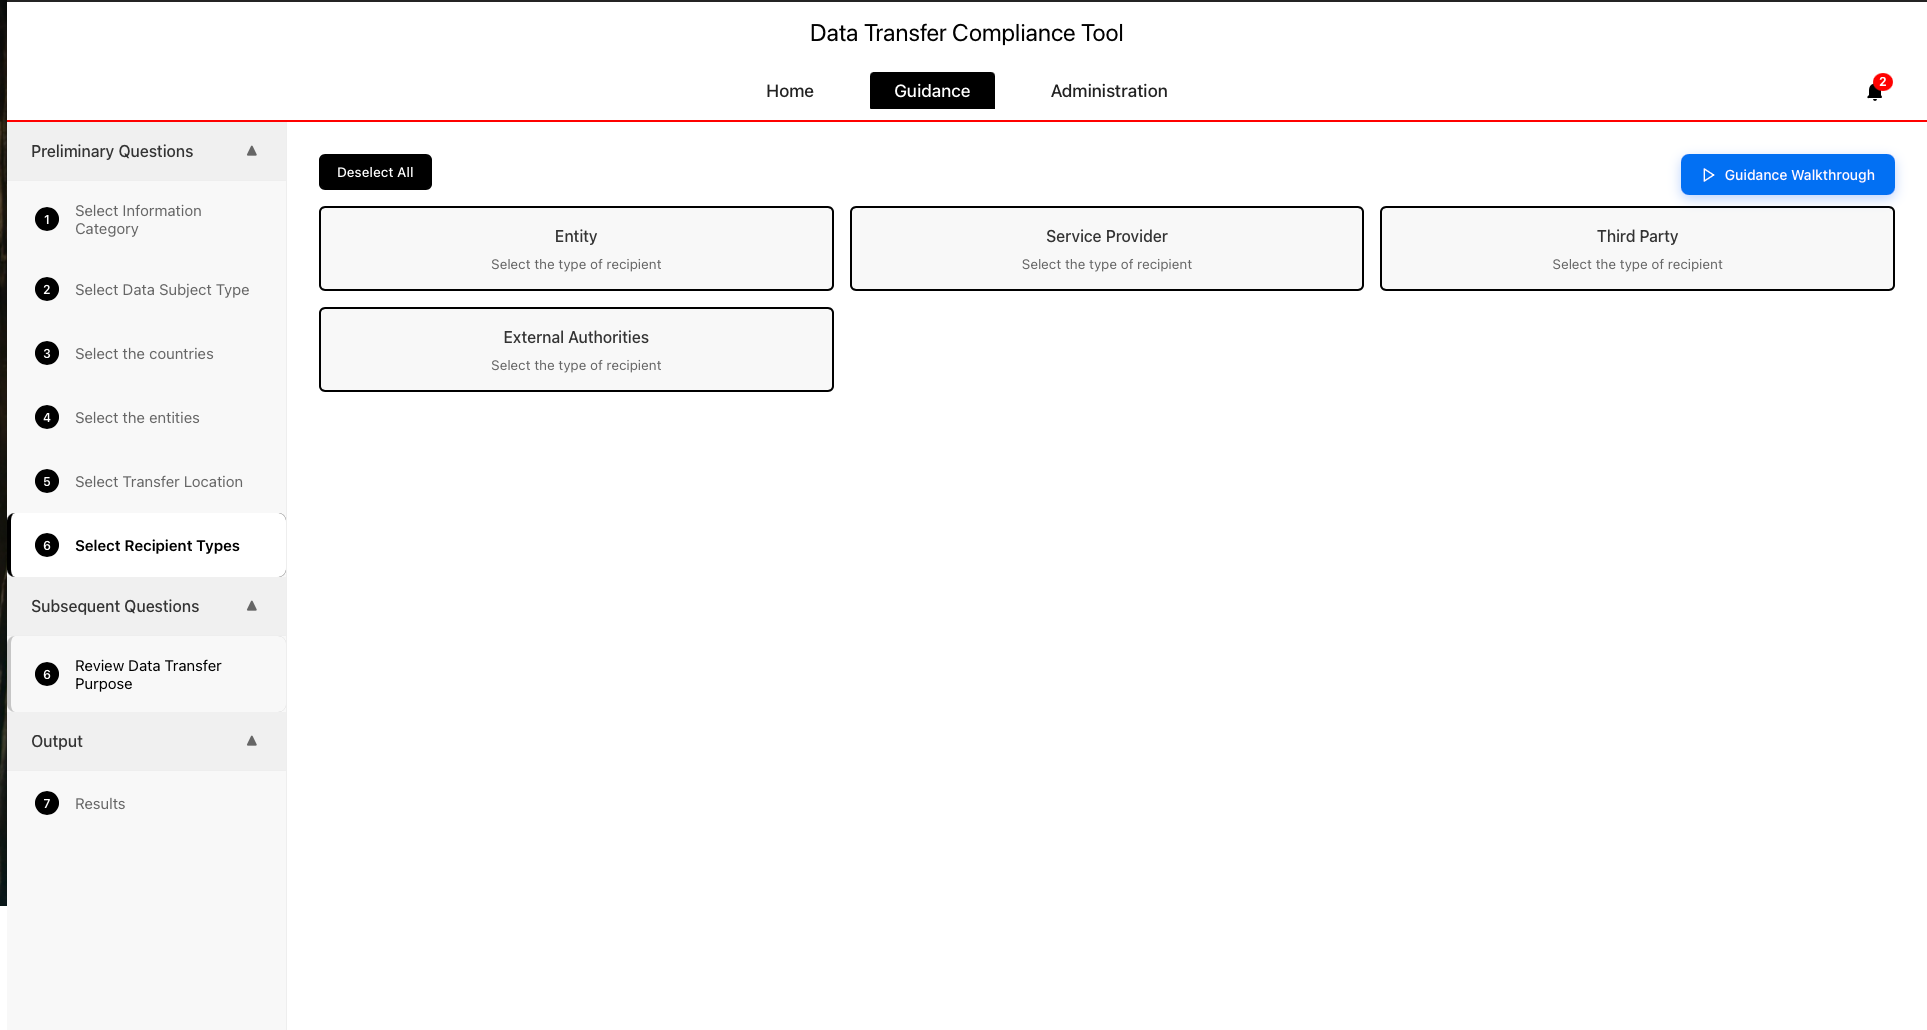 Data Transfer Compliance Tool
Home
Guidance
Administration
2
Preliminary Questions
1
Select Information
Category
2
Select Data Subject Type
3
Select the countries
4
Select the entities
5
Select Transfer Location
6
Select Recipient Types
Subsequent Questions
6
Review Data Transfer
Purpose
Output
7
Results
Deselect All
Guidance Walkthrough
Entity
Select the type of recipient
Service Provider
Select the type of recipient
Third Party
Select the type of recipient
External Authorities
Select the type of recipient